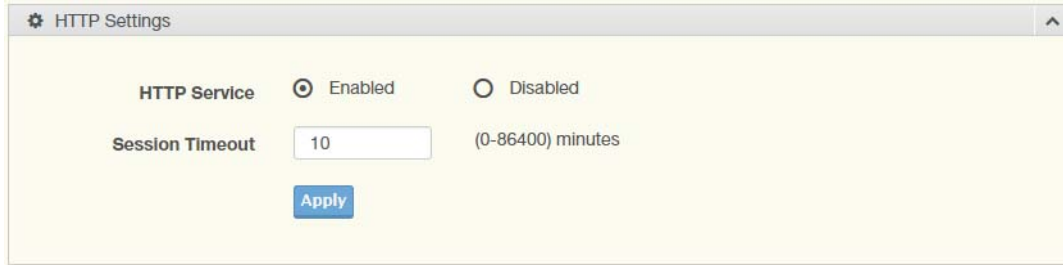 HTTP Settings
HTTP Service Enabled Disabled
Session Timeout 10 (0-86400) minutes
Apply